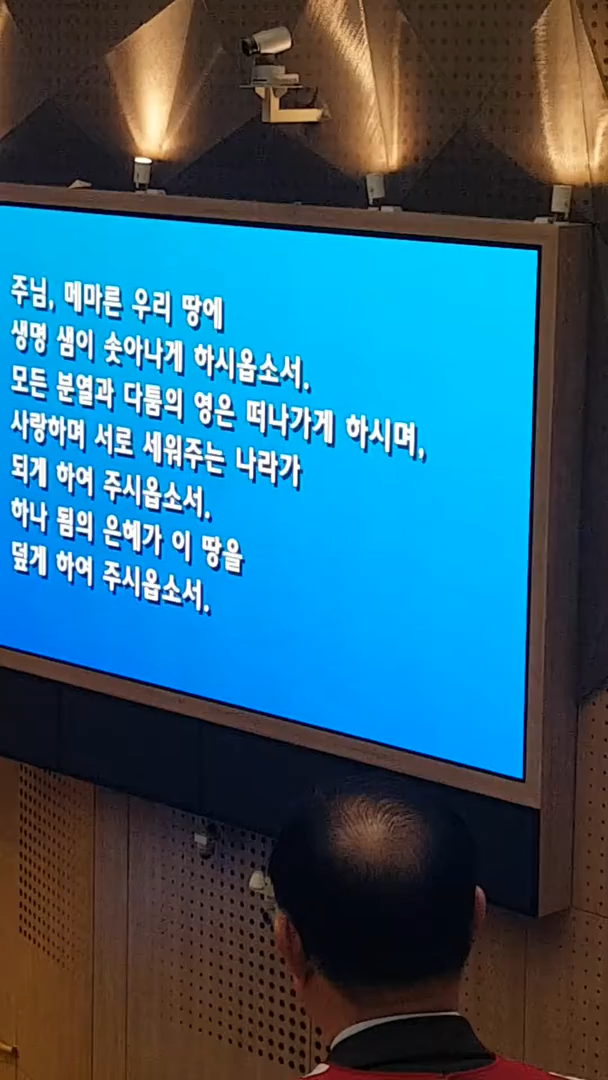 주님, 메마른 우리 땅에
생명 샘이 솟아나게 하시옵소서.
모든 분열과 다툼의 영은 떠나가게 하시며,
사랑하며 서로 세워주는 나라가
되게 하여 주시옵소서.
하나 됨의 은혜가 이 땅을
덮게 하여 주시옵소서.